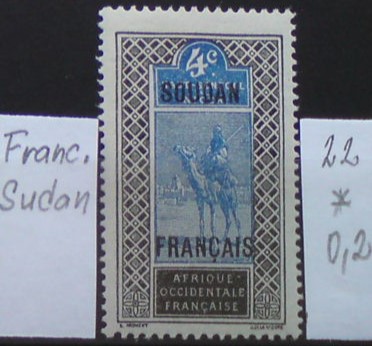 Franc.
Sudan
4c
SOUDAN
FRANÇAIS
AFRIQUE
OCCIDENTALE
FRANÇAISE
22
*
0,2